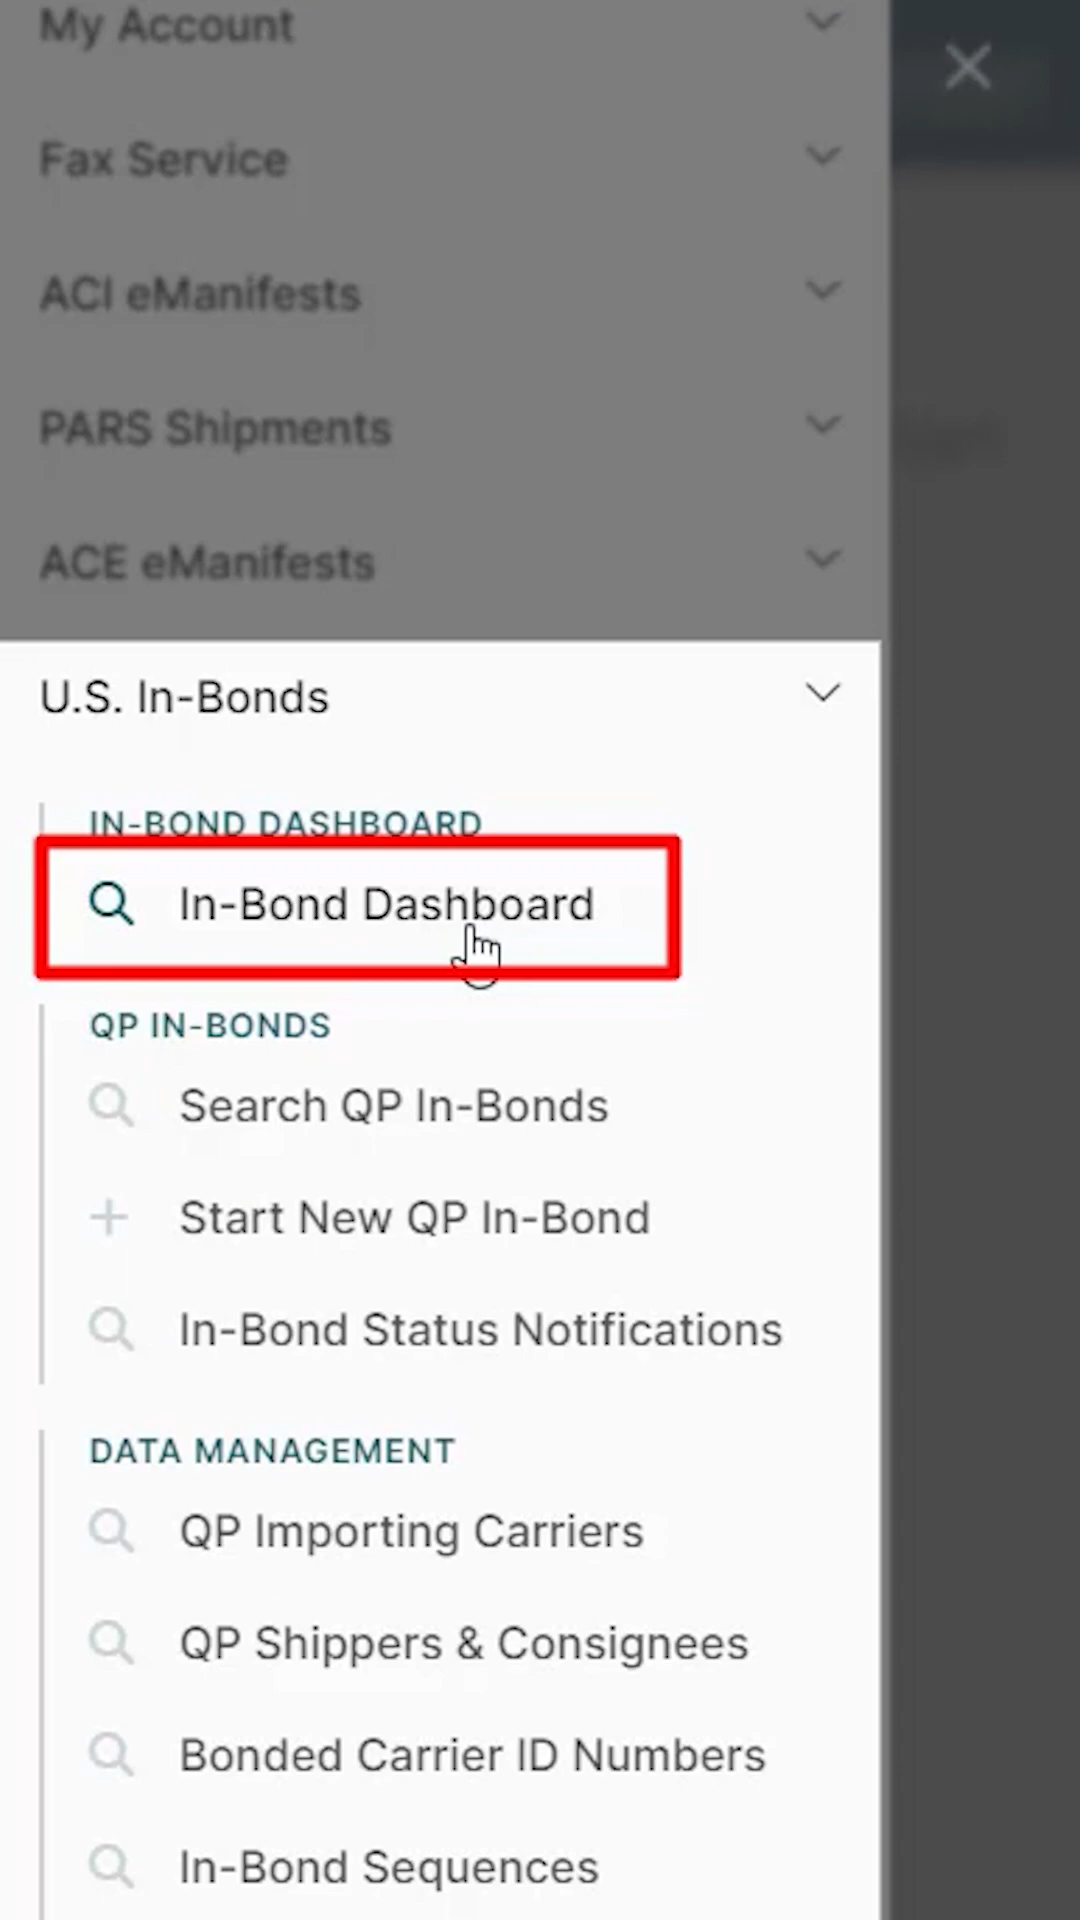 My Account
Fax Service
ACI eManifests
PARS Shipments
ACE eManifests
U.S. In-Bonds
IN-BOND DASHBOARD
In-Bond Dashboard
QP IN-BONDS
Search QP In-Bonds
Start New QP In-Bond
In-Bond Status Notifications
DATA MANAGEMENT
QP Importing Carriers
QP Shippers & Consignees
Bonded Carrier ID Numbers
In-Bond Sequences